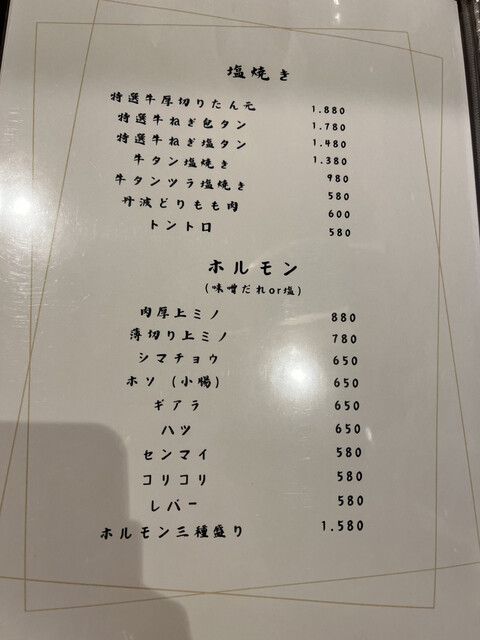 塩焼き
特選牛厚切りたん元 1.880
特選牛ねぎ包タン 1.780
特選牛ねぎ塩タン 1.480
牛タン塩焼き 1.380
980
牛タンツラ塩焼き 580
丹波どりもも肉 600
トントロ 580
ホルモン
(味噌だれor塩)
肉厚上ミノ 880
薄切り上ミノ 780
シマチョウ 650
ホソ (小腸) 650
ギアラ 650
ハツ 650
センマイ 580
コリコリ 580
レバー 580
ホルモン三種盛り 1.580